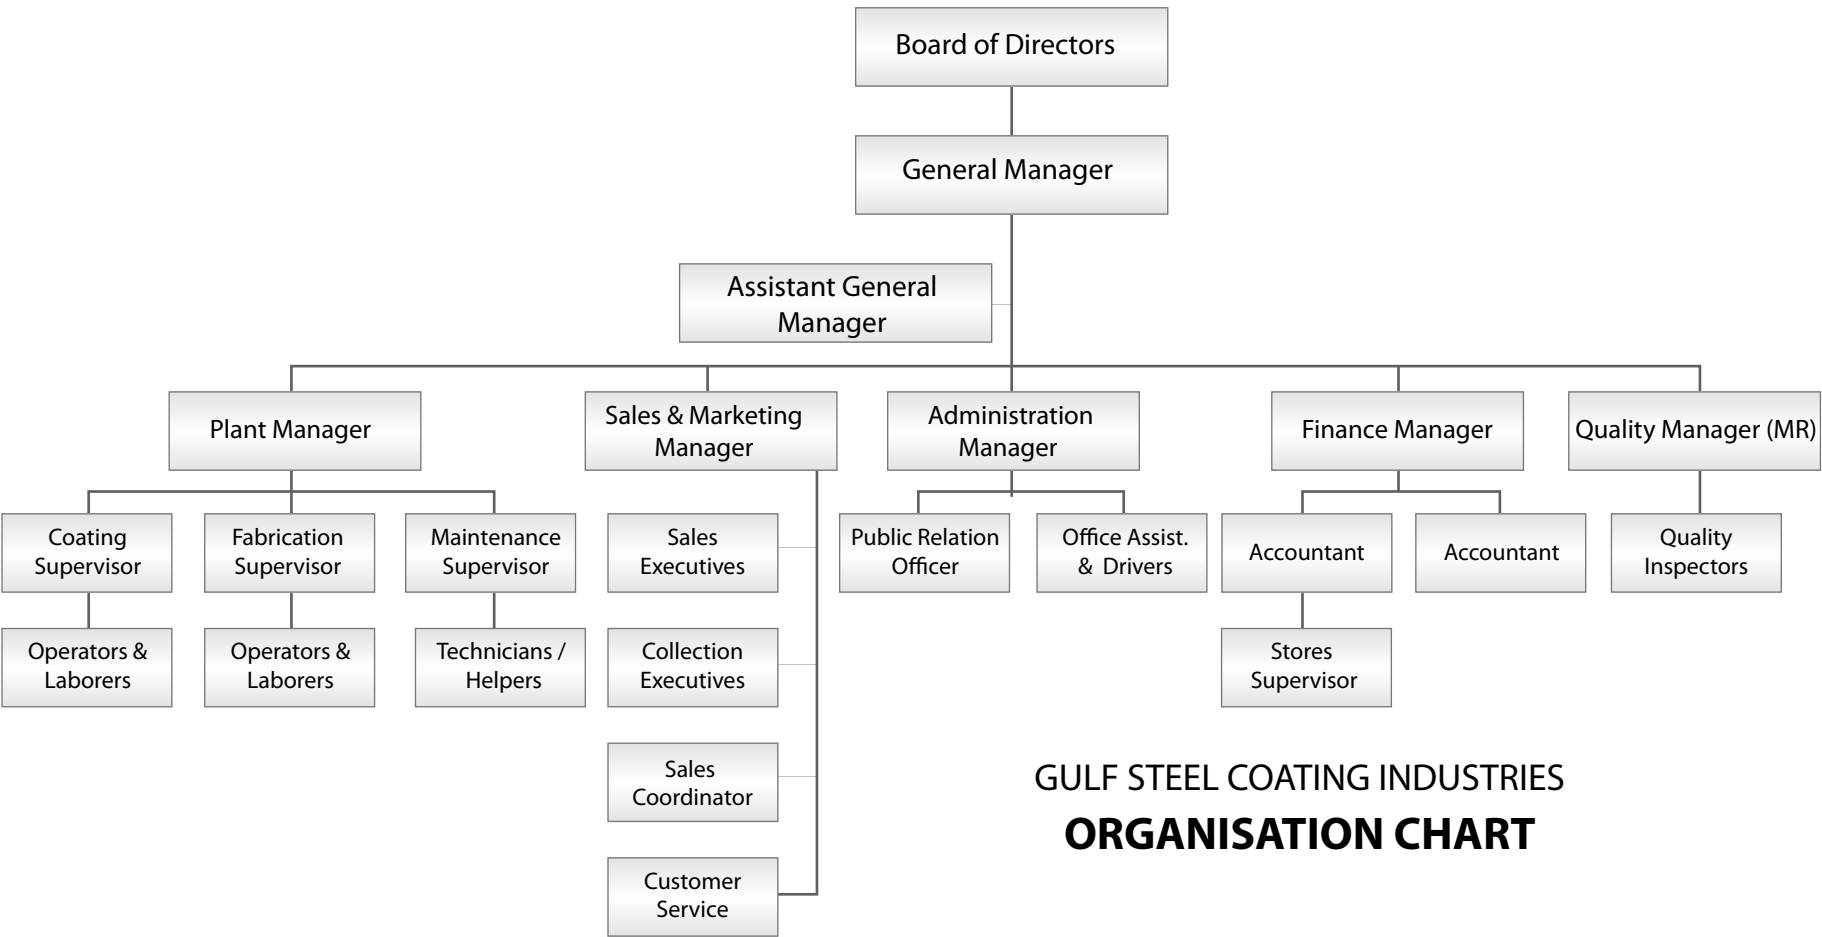 Board of Directors
General Manager
Assistant General
Manager
Plant Manager
Sales & Marketing
Manager
Administration
Manager
Finance Manager
Quality Manager (MR)
Coating
Supervisor
Fabrication
Supervisor
Maintenance
Supervisor
Sales
Executives
Public Relation
Officer
Office Assist.
& Drivers
Accountant
Accountant
Quality
Inspectors
Operators &
Laborers
Operators &
Laborers
Technicians /
Helpers
Collection
Executives
Stores
Supervisor
Sales
Coordinator
Customer
Service
GULF STEEL COATING INDUSTRIES
ORGANISATION CHART